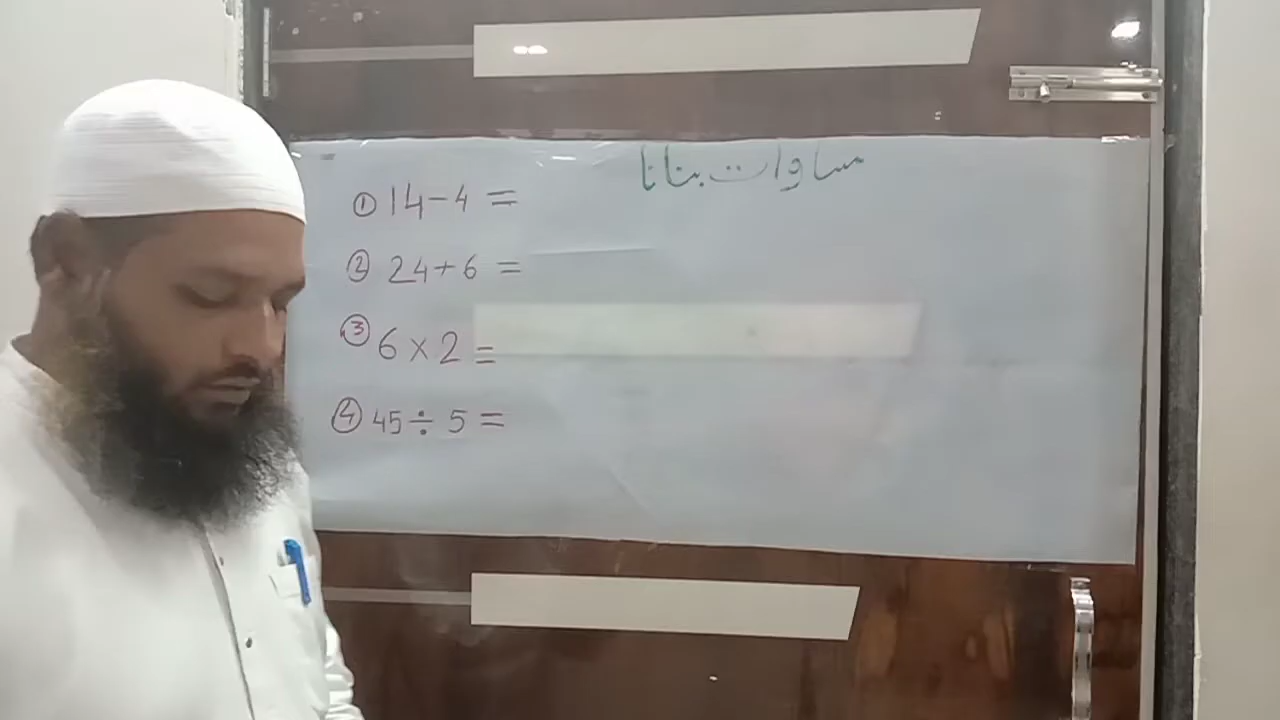 مساوات بنانا
① 14-4 =
② 24+6 =
③ 6×2 =
④ 45÷5 =